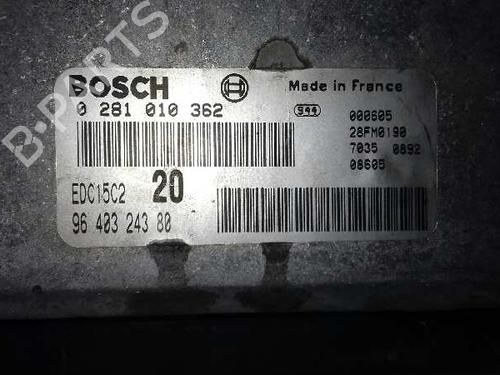 B-PARTS
BOSCH
Made in France
0 281 010 362
944
000605
28FM0190
7035 0892
08605
EDC15C2 20
96 403 243 80